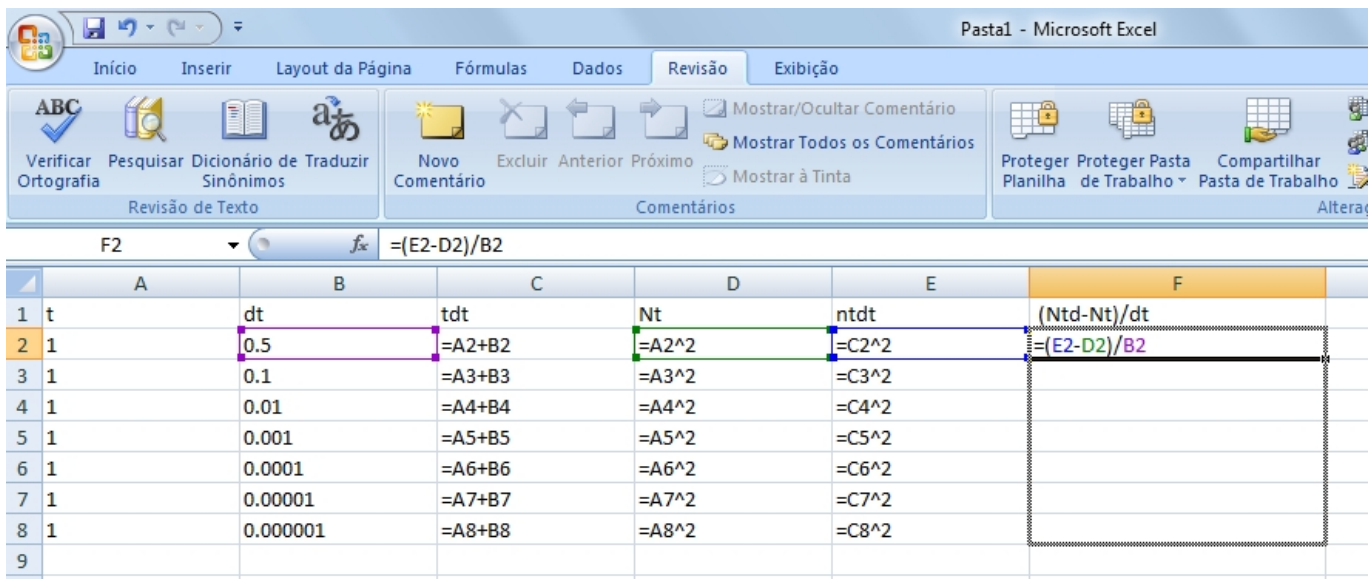 Pasta1 - Microsoft Excel
Início Inserir Layout da Página Fórmulas Dados Revisão Exibição
ABC Verificar Ortografia
Pesquisar
Dicionário de Sinônimos
Traduzir
Revisão de Texto
Novo Comentário
Excluir
Anterior
Próximo
Mostrar/Ocultar Comentário
Mostrar Todos os Comentários
Mostrar à Tinta
Comentários
Proteger Planilha
Proteger Pasta de Trabalho
Compartilhar Pasta de Trabalho
F2 fx =(E2-D2)/B2
A B C D E F
1 t dt tdt Nt ntdt (Ntd-Nt)/dt
2 1 0.5 =A2+B2 =A2^2 =C2^2 =(E2-D2)/B2
3 1 0.1 =A3+B3 =A3^2 =C3^2
4 1 0.01 =A4+B4 =A4^2 =C4^2
5 1 0.001 =A5+B5 =A5^2 =C5^2
6 1 0.0001 =A6+B6 =A6^2 =C6^2
7 1 0.00001 =A7+B7 =A7^2 =C7^2
8 1 0.000001 =A8+B8 =A8^2 =C8^2
9